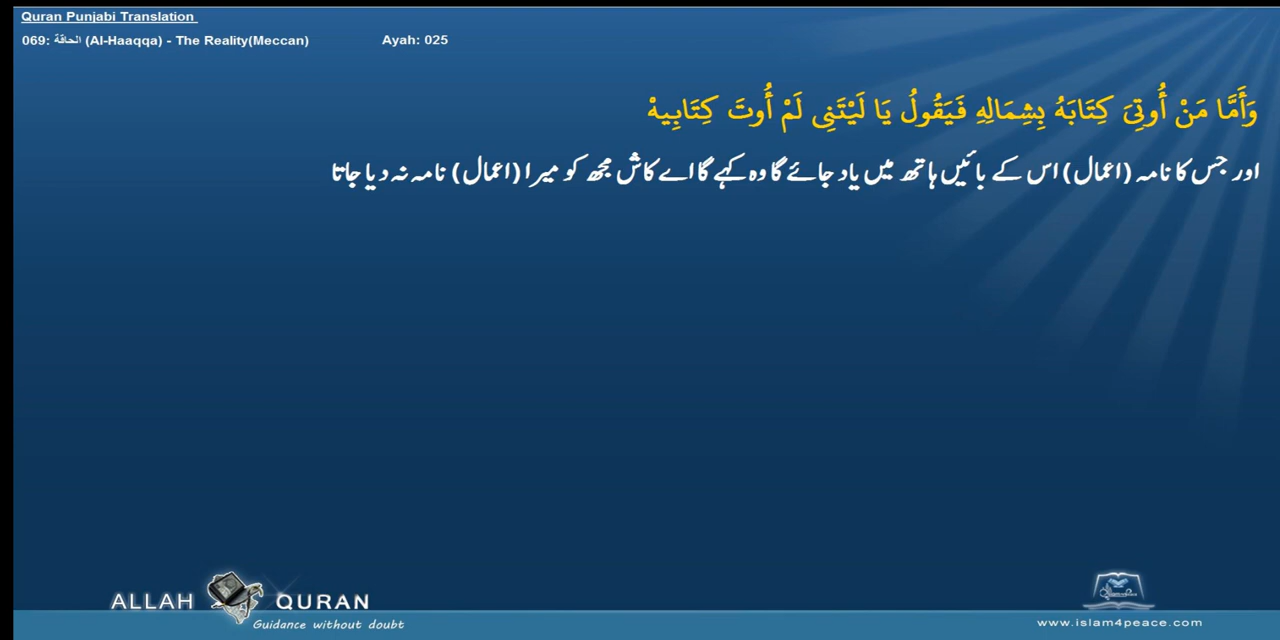 Quran Punjabi Translation
069: الحاقة (Al-Haaqqa) - The Reality(Meccan) Ayah: 025
وَأَمَّا مَنْ أُوتِىَ كِتَابَهُ بِشِمَالِهِ فَيَقُولُ يَا لَيْتَنِى لَمْ أُوتَ كِتَابِيهْ
اور جس کا نامہ (اعمال) اس کے بائیں ہاتھ میں یاد جائے گا وہ کہے گا اے کاش مجھ کو میرا (اعمال) نامہ نہ دیا جاتا
ALLAH QURAN
Guidance without doubt
www.islam4peace.com